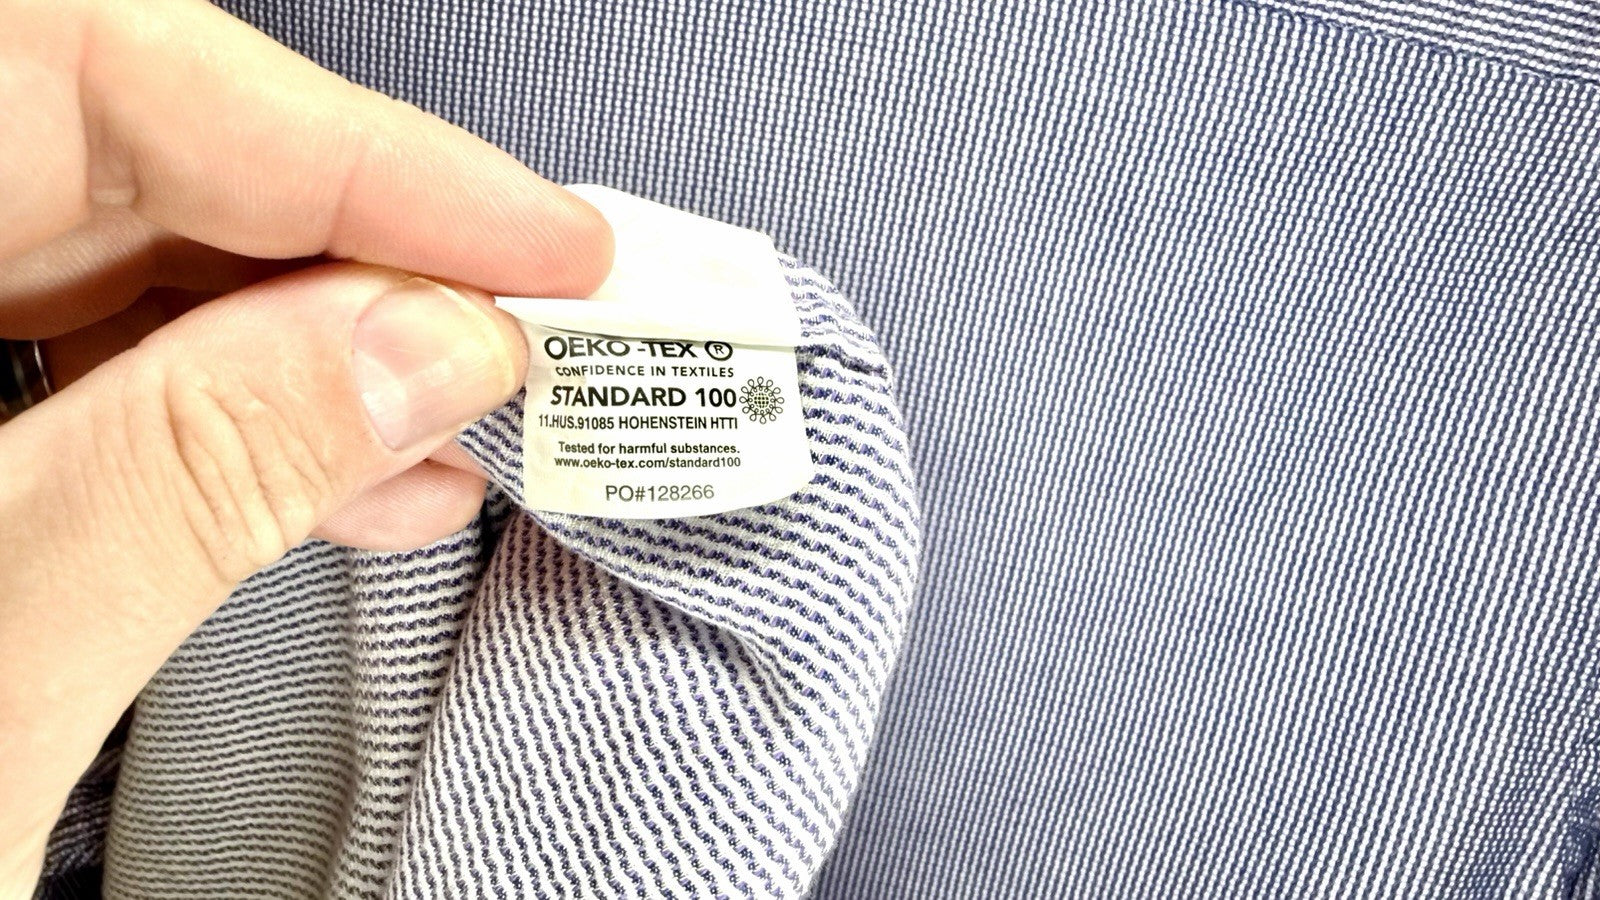 OEKO -TEX ®
CONFIDENCE IN TEXTILES
STANDARD 100
11.HUS.91085 HOHENSTEIN HTTI
Tested for harmful substances.
www.oeko-tex.com/standard100
PO#128266